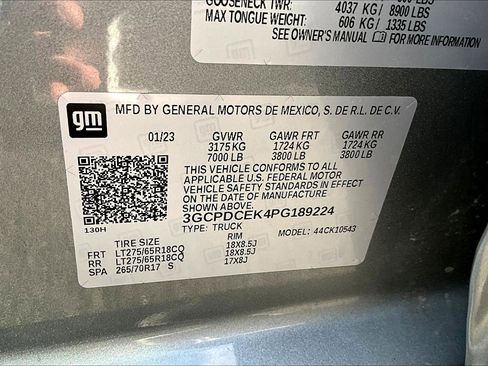 GOOSENECK TWR:
4037 KG / 8900 LBS
MAX TONGUE WEIGHT: 606 KG / 1335 LBS
SEE OWNER'S MANUAL FOR MORE INFORMATION
gm
MFD BY GENERAL MOTORS DE MEXICO, S. DE R.L. DE C.V.
01/23 GVWR GAWR FRT GAWR RR
3175 KG 1724 KG 1724 KG
7000 LB 3800 LB 3800 LB
THIS VEHICLE CONFORMS TO ALL
APPLICABLE U.S. FEDERAL MOTOR
VEHICLE SAFETY STANDARDS IN EFFECT
ON THE DATE OF MANUFACTURE SHOWN
ABOVE.
3GCPDCEK4PG189224
130H
TYPE: TRUCK MODEL: 44CK10543
TIRE SIZE RIM
FRT LT275/65R18CQ 18X8.5J
RR LT275/65R18CQ 18X8.5J
SPA 265/70R17 S 17X8J